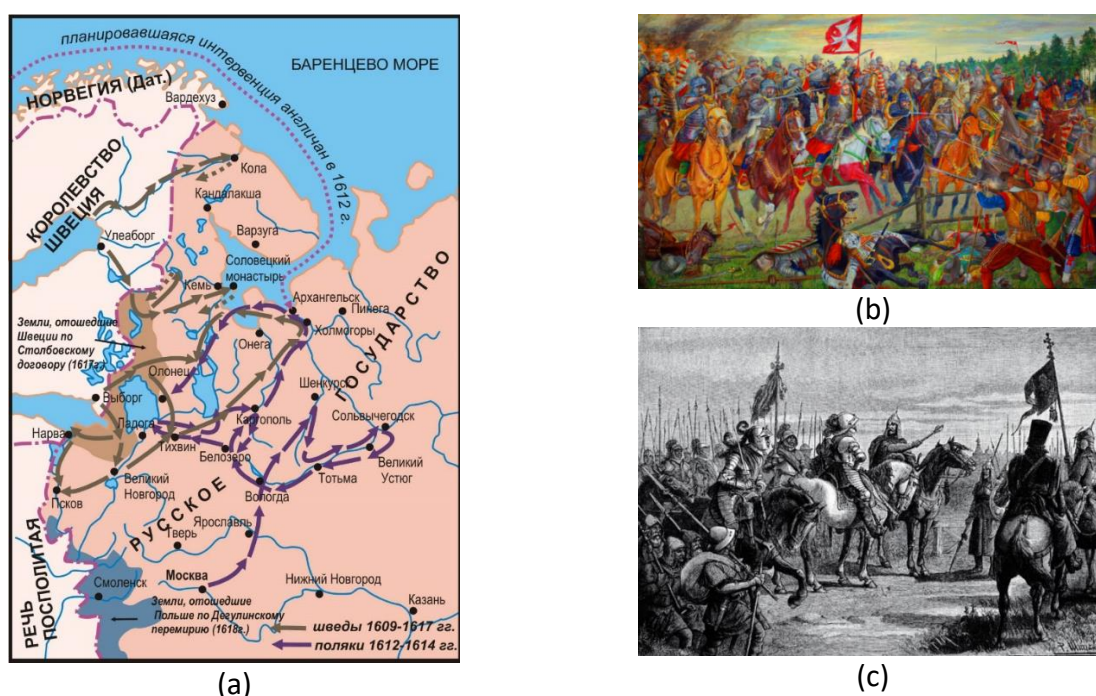 планировавшаяся интервенция англичан в 1612 г.
БАРЕНЦЕВО МОРЕ
НОРВЕГИЯ (Дат.)
Вардехуз
Кола
КОРОЛЕВСТВО
ШВЕЦИЯ
Кандалакша
Варзуга
Улеаборг
Соловецкий
монастырь
Кемь
Архангельск
Пинега
Холмогоры
Земли, отошедшие
Швеции по
Столбовскому
договору (1617г.)
Онега
Олонец
ГОСУДАРСТВО
Шенкурск
Выборг
Каргополь
Сольвычегодск
Нарва
Ладога
Тихвин
Белозеро
Великий
Устюг
Тотьма
Великий
Новгород
Вологда
Псков
РУССКОЕ
Ярославль
Тверь
РЕЧЬ
ПОСПОЛИТАЯ
Смоленск
Москва
Нижний Новгород
Казань
Земли, отошедшие
Польше по Дегулинскому
перемирию (1618г.)
шведы 1609-1617 гг.
поляки 1612-1614 гг.
(a)
(b)
(c)